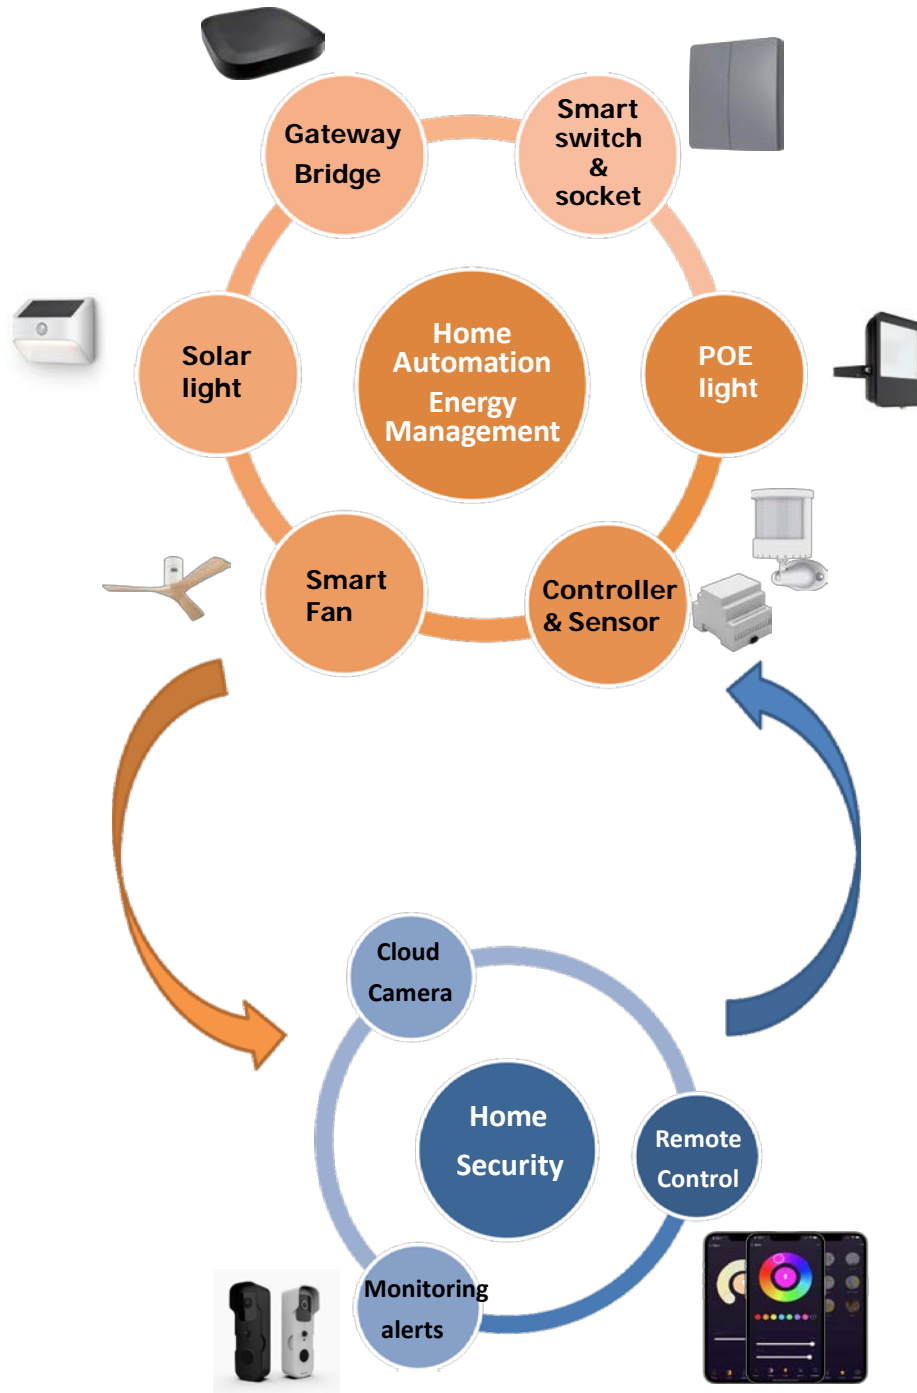 Gateway
Bridge
Smart
switch
&
socket
Solar
light
Home
Automation
Energy
Management
POE
light
Smart
Fan
Controller
& Sensor
Cloud
Camera
Home
Security
Remote
Control
Monitoring
alerts